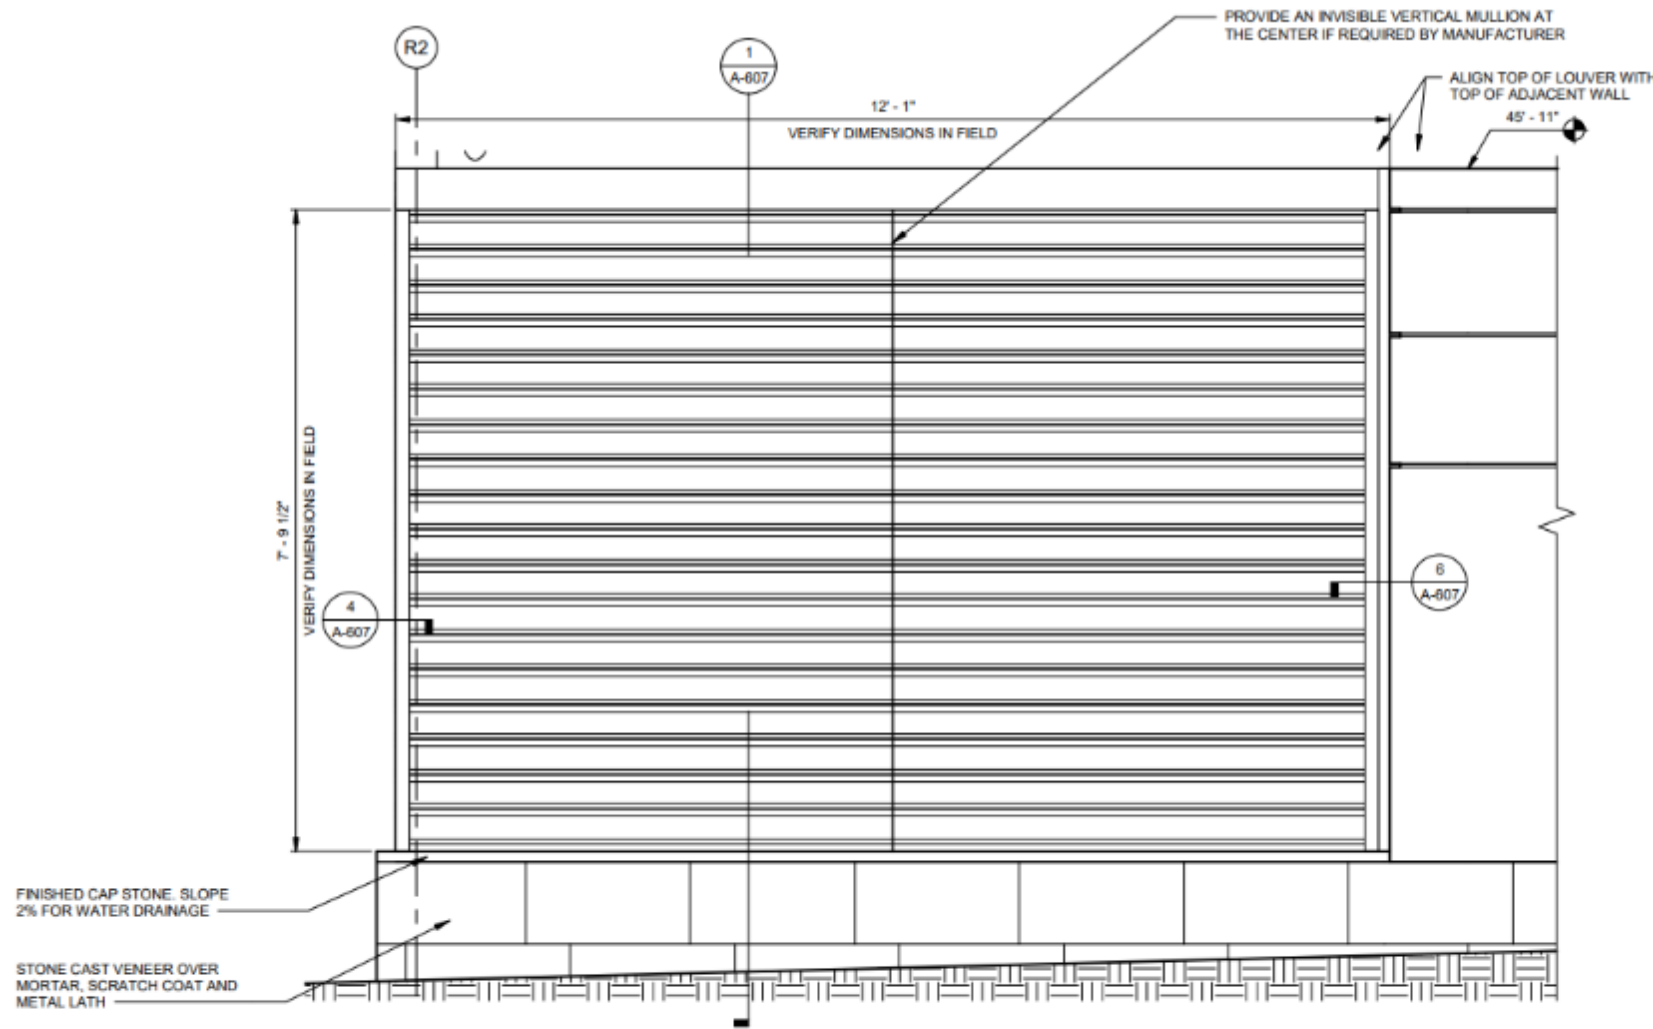 PROVIDE AN INVISIBLE VERTICAL MULLION AT
THE CENTER IF REQUIRED BY MANUFACTURER
R2
1
A-607
ALIGN TOP OF LOUVER WITH
TOP OF ADJACENT WALL
12' - 1"
VERIFY DIMENSIONS IN FIELD
45' - 11"
7' - 9 1/2"
VERIFY DIMENSIONS IN FIELD
4
A-607
6
A-607
FINISHED CAP STONE. SLOPE
2% FOR WATER DRAINAGE
STONE CAST VENEER OVER
MORTAR, SCRATCH COAT AND
METAL LATH